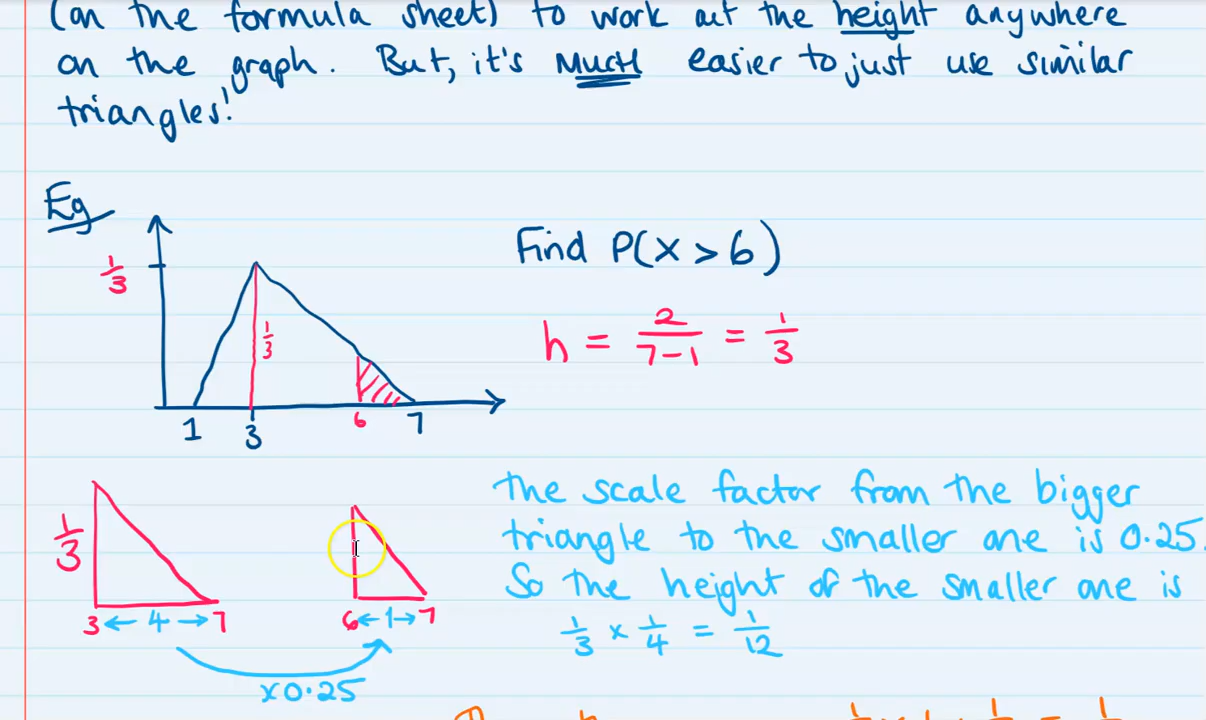 (on the formula sheet) to work out the height anywhere
on the graph. But, it's MUCH easier to just use similar
triangles!
Eg
Find P(X > 6)
1/3
h = 2/(7-1) = 1/3
1/3
1 3 6 7
The scale factor from the bigger
triangle to the smaller one is 0.25.
So the height of the smaller one is
1/3 × 1/4 = 1/12
1/3
3 ← 4 → 7
6 ← 1 → 7
×0.25